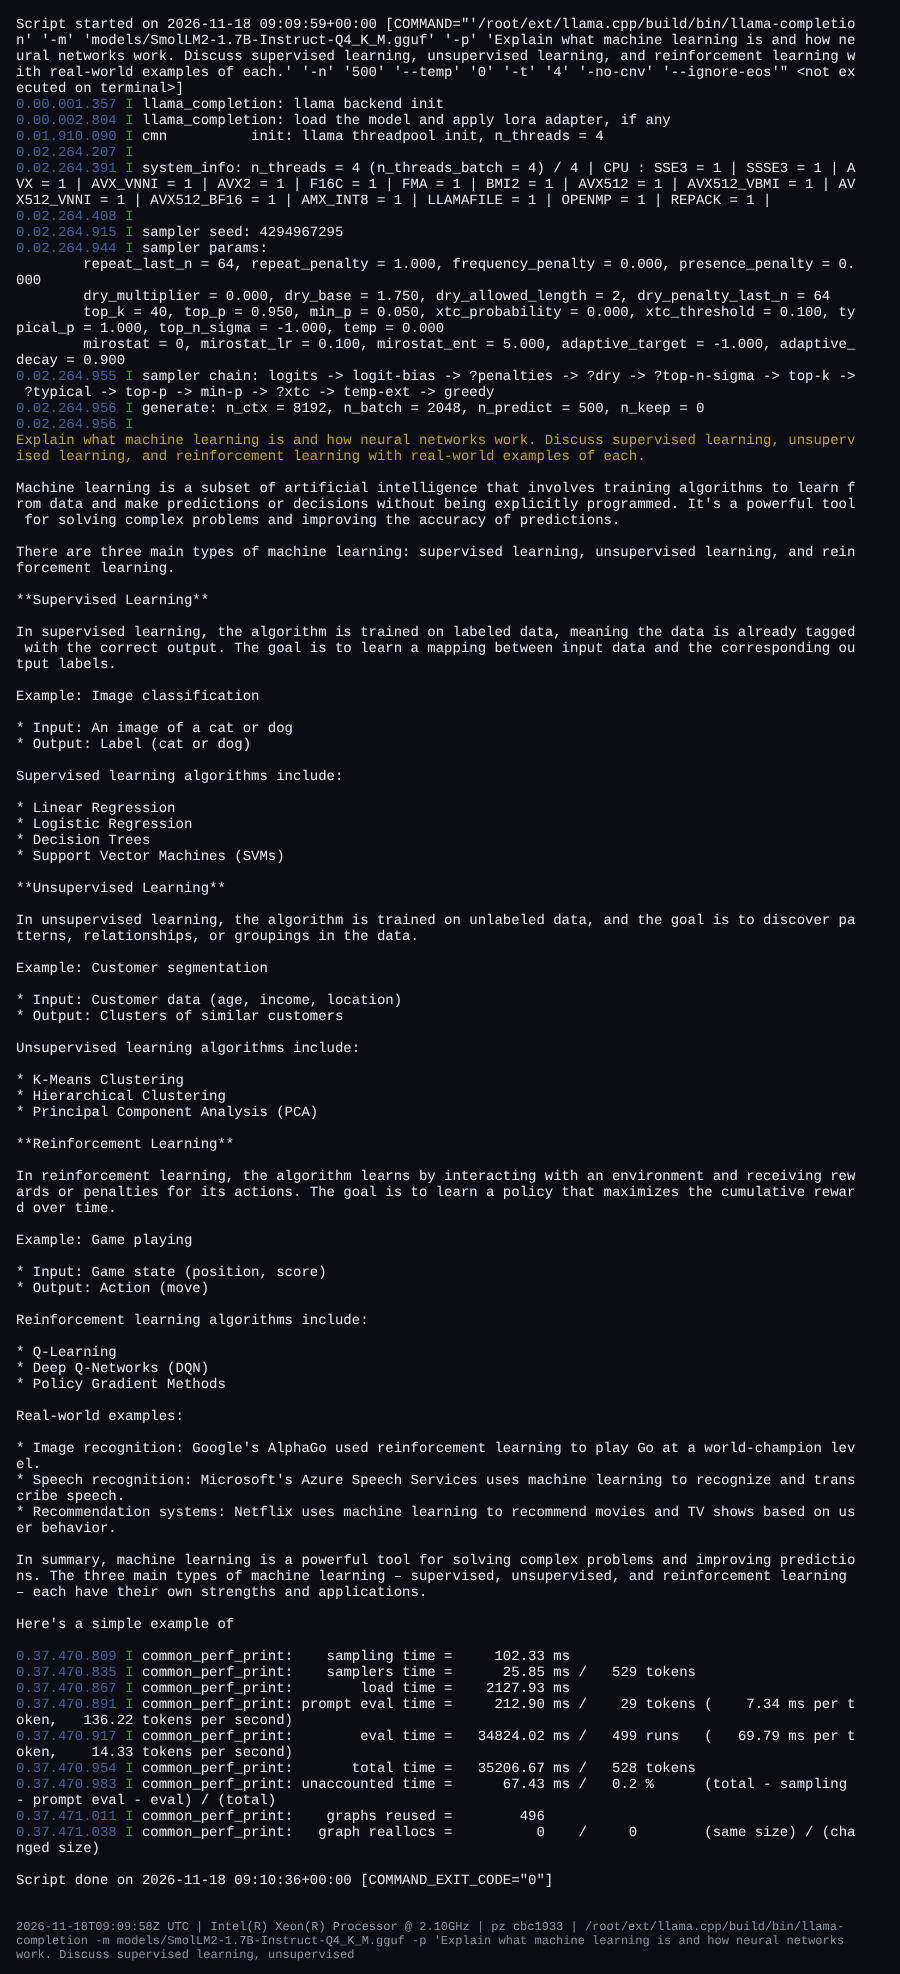 Script started on 2026-11-18 09:09:59+00:00 [COMMAND="'/root/ext/llama.cpp/build/bin/llama-completio
n' '-m' 'models/SmolLM2-1.7B-Instruct-Q4_K_M.gguf' '-p' 'Explain what machine learning is and how ne
ural networks work. Discuss supervised learning, unsupervised learning, and reinforcement learning w
ith real-world examples of each.' '-n' '500' '--temp' '0' '-t' '4' '-no-cnv' '--ignore-eos'" <not ex
ecuted on terminal>]
0.00.001.357 I llama_completion: llama backend init
0.00.002.804 I llama_completion: load the model and apply lora adapter, if any
0.01.910.090 I cmn          init: llama threadpool init, n_threads = 4
0.02.264.207 I
0.02.264.391 I system_info: n_threads = 4 (n_threads_batch = 4) / 4 | CPU : SSE3 = 1 | SSSE3 = 1 | A
VX = 1 | AVX_VNNI = 1 | AVX2 = 1 | F16C = 1 | FMA = 1 | BMI2 = 1 | AVX512 = 1 | AVX512_VBMI = 1 | AV
X512_VNNI = 1 | AVX512_BF16 = 1 | AMX_INT8 = 1 | LLAMAFILE = 1 | OPENMP = 1 | REPACK = 1 |
0.02.264.408 I
0.02.264.915 I sampler seed: 4294967295
0.02.264.944 I sampler params:
        repeat_last_n = 64, repeat_penalty = 1.000, frequency_penalty = 0.000, presence_penalty = 0.
000
        dry_multiplier = 0.000, dry_base = 1.750, dry_allowed_length = 2, dry_penalty_last_n = 64
        top_k = 40, top_p = 0.950, min_p = 0.050, xtc_probability = 0.000, xtc_threshold = 0.100, ty
pical_p = 1.000, top_n_sigma = -1.000, temp = 0.000
        mirostat = 0, mirostat_lr = 0.100, mirostat_ent = 5.000, adaptive_target = -1.000, adaptive_
decay = 0.900
0.02.264.955 I sampler chain: logits -> logit-bias -> ?penalties -> ?dry -> ?top-n-sigma -> top-k ->
 ?typical -> top-p -> min-p -> ?xtc -> temp-ext -> greedy
0.02.264.956 I generate: n_ctx = 8192, n_batch = 2048, n_predict = 500, n_keep = 0
0.02.264.956 I
Explain what machine learning is and how neural networks work. Discuss supervised learning, unsuperv
ised learning, and reinforcement learning with real-world examples of each.

Machine learning is a subset of artificial intelligence that involves training algorithms to learn f
rom data and make predictions or decisions without being explicitly programmed. It's a powerful tool
 for solving complex problems and improving the accuracy of predictions.

There are three main types of machine learning: supervised learning, unsupervised learning, and rein
forcement learning.

**Supervised Learning**

In supervised learning, the algorithm is trained on labeled data, meaning the data is already tagged
 with the correct output. The goal is to learn a mapping between input data and the corresponding ou
tput labels.

Example: Image classification

* Input: An image of a cat or dog
* Output: Label (cat or dog)

Supervised learning algorithms include:

* Linear Regression
* Logistic Regression
* Decision Trees
* Support Vector Machines (SVMs)

**Unsupervised Learning**

In unsupervised learning, the algorithm is trained on unlabeled data, and the goal is to discover pa
tterns, relationships, or groupings in the data.

Example: Customer segmentation

* Input: Customer data (age, income, location)
* Output: Clusters of similar customers

Unsupervised learning algorithms include:

* K-Means Clustering
* Hierarchical Clustering
* Principal Component Analysis (PCA)

**Reinforcement Learning**

In reinforcement learning, the algorithm learns by interacting with an environment and receiving rew
ards or penalties for its actions. The goal is to learn a policy that maximizes the cumulative rewar
d over time.

Example: Game playing

* Input: Game state (position, score)
* Output: Action (move)

Reinforcement learning algorithms include:

* Q-Learning
* Deep Q-Networks (DQN)
* Policy Gradient Methods

Real-world examples:

* Image recognition: Google's AlphaGo used reinforcement learning to play Go at a world-champion lev
el.
* Speech recognition: Microsoft's Azure Speech Services uses machine learning to recognize and trans
cribe speech.
* Recommendation systems: Netflix uses machine learning to recommend movies and TV shows based on us
er behavior.

In summary, machine learning is a powerful tool for solving complex problems and improving predictio
ns. The three main types of machine learning – supervised, unsupervised, and reinforcement learning
– each have their own strengths and applications.

Here's a simple example of

0.37.470.809 I common_perf_print:    sampling time =     102.33 ms
0.37.470.835 I common_perf_print:    samplers time =      25.85 ms /   529 tokens
0.37.470.867 I common_perf_print:        load time =    2127.93 ms
0.37.470.891 I common_perf_print: prompt eval time =     212.90 ms /    29 tokens (    7.34 ms per t
oken,   136.22 tokens per second)
0.37.470.917 I common_perf_print:        eval time =   34824.02 ms /   499 runs   (   69.79 ms per t
oken,    14.33 tokens per second)
0.37.470.954 I common_perf_print:       total time =   35206.67 ms /   528 tokens
0.37.470.983 I common_perf_print: unaccounted time =      67.43 ms /   0.2 %      (total - sampling
- prompt eval - eval) / (total)
0.37.471.011 I common_perf_print:    graphs reused =        496
0.37.471.038 I common_perf_print:   graph reallocs =          0    /     0        (same size) / (cha
nged size)

Script done on 2026-11-18 09:10:36+00:00 [COMMAND_EXIT_CODE="0"]

2026-11-18T09:09:58Z UTC | Intel(R) Xeon(R) Processor @ 2.10GHz | pz cbc1933 | /root/ext/llama.cpp/build/bin/llama-
completion -m models/SmolLM2-1.7B-Instruct-Q4_K_M.gguf -p 'Explain what machine learning is and how neural networks
work. Discuss supervised learning, unsupervised